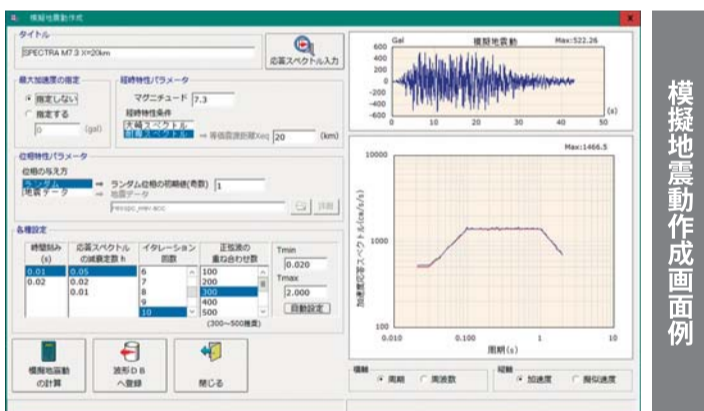 模擬地震動作成
タイトル
SPECTRA M7.3 X=20km
応答スペクトル入力
最大加速度の指定
指定しない
指定する
0 (gal)
経時特性パラメータ
マグニチュード 7.3
経時特性条件
大崎スペクトル
⇒ 等価震源距離Xeq 20 (km)
位相特性パラメータ
位相の与え方
ランダム ⇒ ランダム位相の初期値(奇数) 1
地震データ ⇒ 地震データ
各種設定
時間刻み (s)
0.01
0.02
応答スペクトル の減衰定数 h
0.05
0.02
0.01
イタレーション 回数
6
7
8
9
10
正弦波の 重ね合わせ数
100
200
300
400
500
(300～500推奨)
Tmin
0.020
Tmax
2.000
自動設定
模擬地震動 の計算
波形DB へ登録
閉じる
Gal 模擬地震動 Max:522.26
600
400
200
0
-200
-400
-600
0 10 20 30 40 50
(s)
Max:1466.5
10000
1000
100
加速度応答スペクトル(cm/s/s)
0.010 0.100 1 10
周期(s)
横軸
周期 周波数
縦軸
加速度 擬似速度
模擬地震動作成画面例